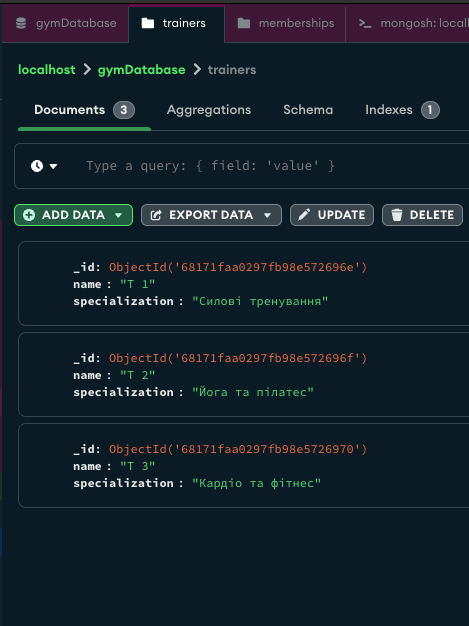 gymDatabase trainers memberships mongosh: local
localhost > gymDatabase > trainers
Documents 3 Aggregations Schema Indexes 1
Type a query: { field: 'value' }
ADD DATA EXPORT DATA UPDATE DELETE
_id: ObjectId('68171faa0297fb98e572696e')
name : "Т 1"
specialization : "Силові тренування"
_id: ObjectId('68171faa0297fb98e572696f')
name : "Т 2"
specialization : "Йога та пілатес"
_id: ObjectId('68171faa0297fb98e5726970')
name : "Т 3"
specialization : "Кардіо та фітнес"